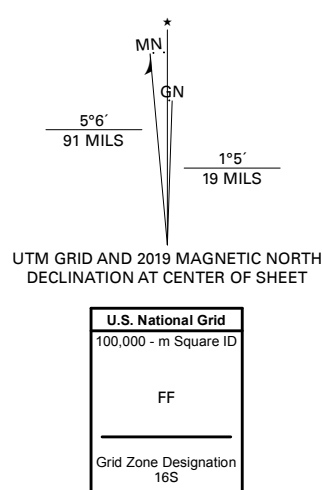 ★
M.N.
GN
5°6´
91 MILS
1°5´
19 MILS
UTM GRID AND 2019 MAGNETIC NORTH
DECLINATION AT CENTER OF SHEET
U.S. National Grid
100,000 - m Square ID
FF
Grid Zone Designation
16S